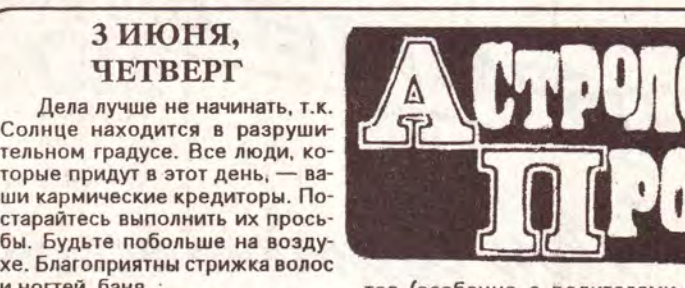 3 ИЮНЯ,
ЧЕТВЕРГ
Дела лучше не начинать, т.к.
Солнце находится в разруши-
тельном градусе. Все люди, ко-
торые придут в этот день, — ва-
ши кармические кредиторы. По-
старайтесь выполнить их прось-
бы. Будьте побольше на возду-
хе. Благоприятны стрижка волос
и ногтей, баня.
АСТРОЛО
ПРО